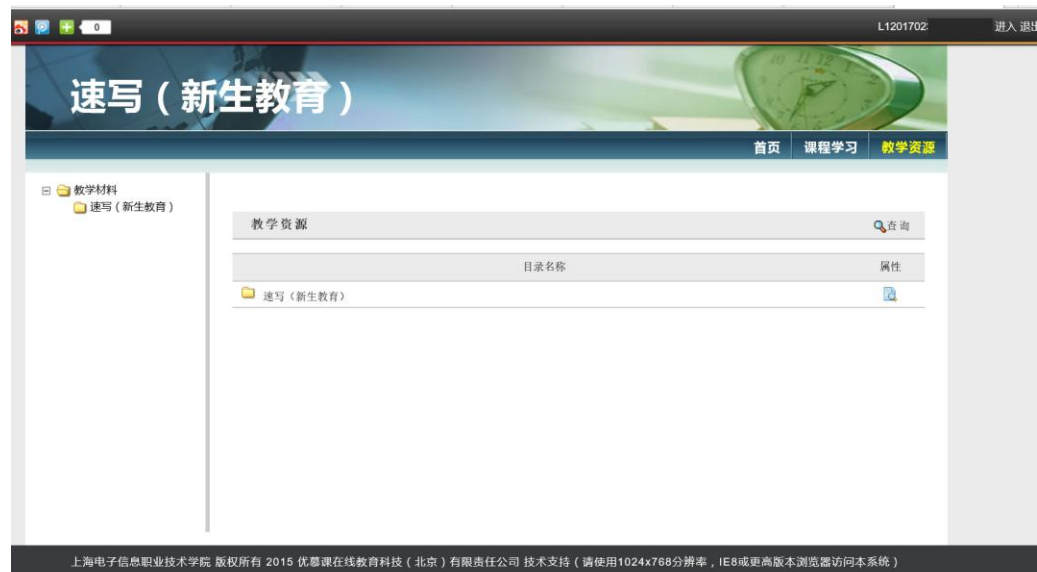 0
L1201702
进入 退出
速写（新生教育）
首页 课程学习 教学资源
教学材料
速写（新生教育）
教 学 资 源
查 询
目录名称 属性
速写（新生教育）
上海电子信息职业技术学院 版权所有 2015 优慕课在线教育科技（北京）有限责任公司 技术支持（请使用1024x768分辨率，IE8或更高版本浏览器访问本系统）